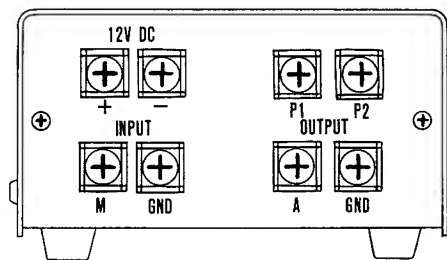 12V DC
+ −
P1 P2
INPUT OUTPUT
M GND A GND